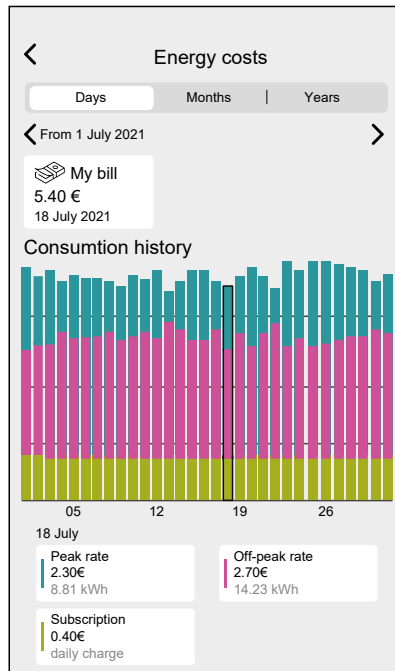 Energy costs
Days Months | Years
From 1 July 2021
My bill
5.40 €
18 July 2021
Consumtion history
05 12 19 26
18 July
Peak rate
2.30€
8.81 kWh
Off-peak rate
2.70€
14.23 kWh
Subscription
0.40€
daily charge